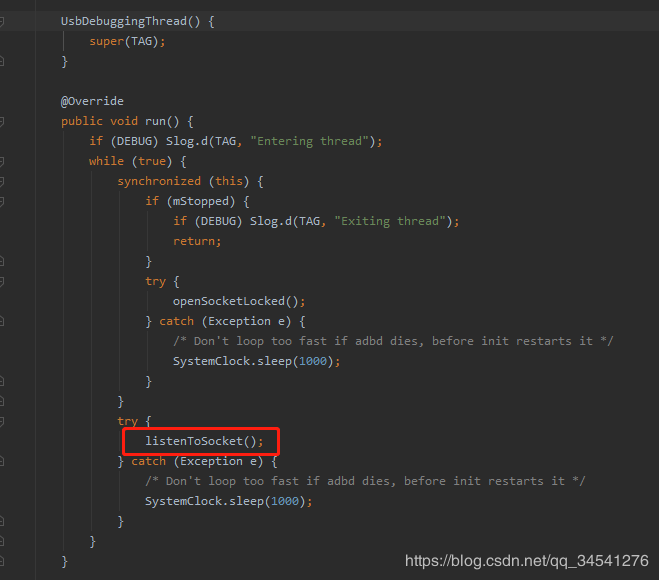 UsbDebuggingThread() {
super(TAG);
}
@Override
public void run() {
if (DEBUG) Slog.d(TAG, "Entering thread");
while (true) {
synchronized (this) {
if (mStopped) {
if (DEBUG) Slog.d(TAG, "Exiting thread");
return;
}
try {
openSocketLocked();
} catch (Exception e) {
/* Don't loop too fast if adbd dies, before init restarts it */
SystemClock.sleep(1000);
}
}
try {
listenToSocket();
} catch (Exception e) {
/* Don't loop too fast if adbd dies, before init restarts it */
SystemClock.sleep(1000);
}
}
}
https://blog.csdn.net/qq_34541276